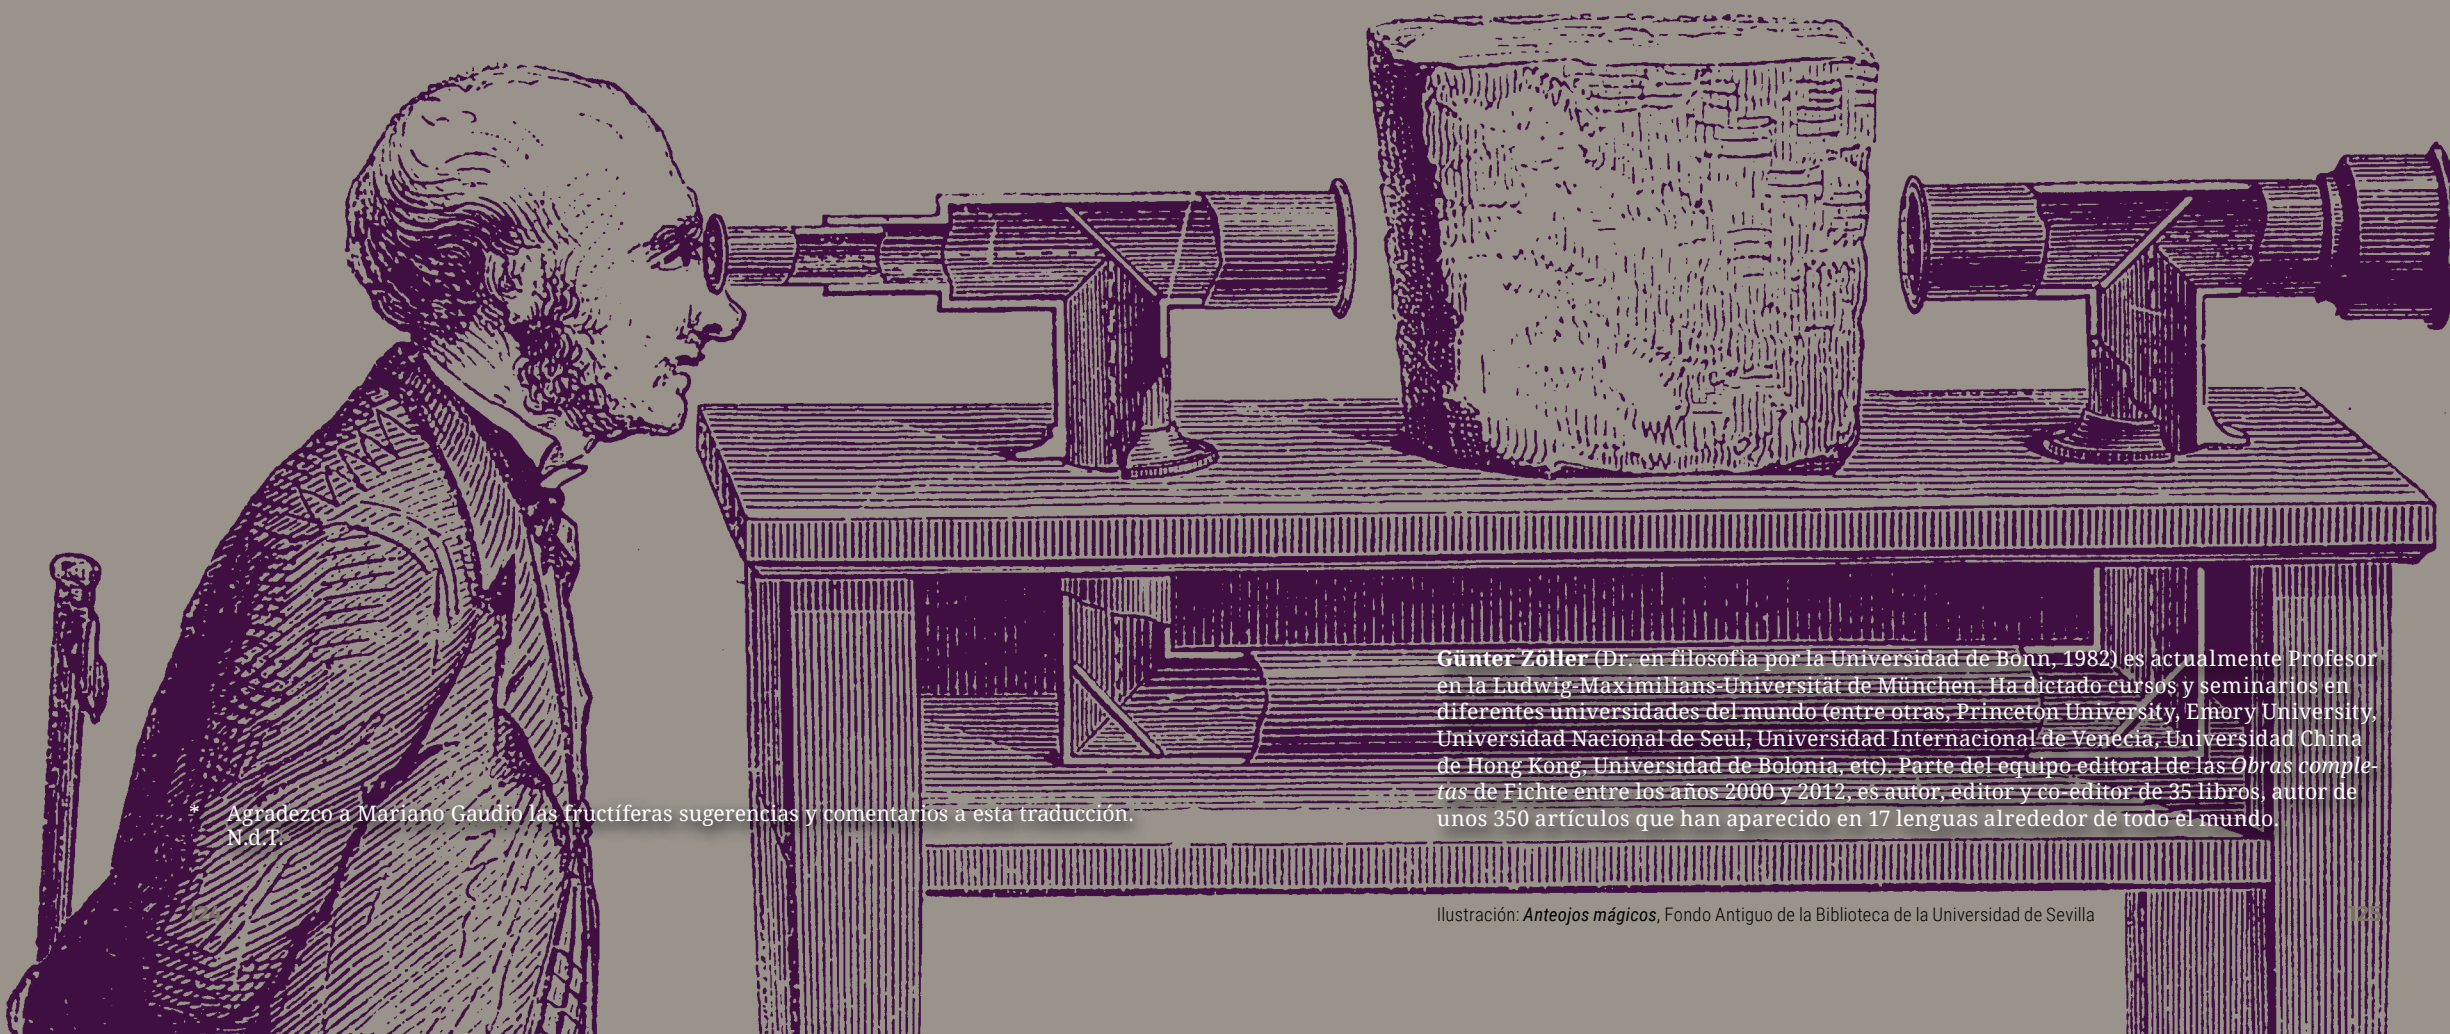 * Agradezco a Mariano Gaudio las fructíferas sugerencias y comentarios a esta traducción.
N.d.T.
124
Günter Zöller (Dr. en filosofìa por la Universidad de Bonn, 1982) es actualmente Profesor
en la Ludwig-Maximilians-Universität de München. Ha dictado cursos y seminarios en
diferentes universidades del mundo (entre otras, Princeton University, Emory University,
Universidad Nacional de Seul, Universidad Internacional de Venecia, Universidad China
de Hong Kong, Universidad de Bolonia, etc). Parte del equipo editoral de las Obras comple-
tas de Fichte entre los años 2000 y 2012, es autor, editor y co-editor de 35 libros, autor de
unos 350 artículos que han aparecido en 17 lenguas alrededor de todo el mundo.
Ilustración: Anteojos mágicos, Fondo Antiguo de la Biblioteca de la Universidad de Sevilla
125